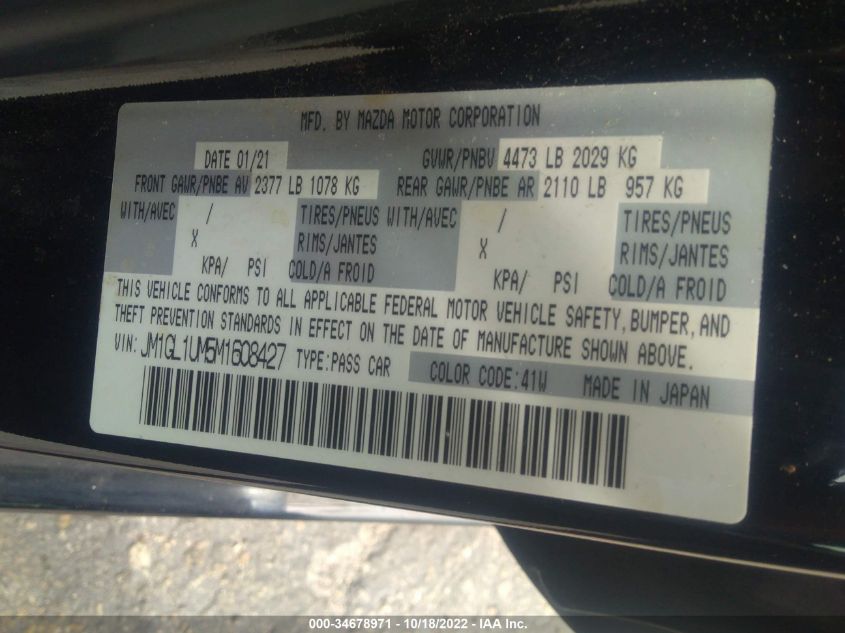 MFD. BY MAZDA MOTOR CORPORATION
DATE 01/21 GVWR/PNBV 4473 LB 2029 KG
FRONT GAWR/PNBE AV 2377 LB 1078 KG REAR GAWR/PNBE AR 2110 LB 957 KG
WITH/AVEC / TIRES/PNEUS WITH/AVEC / TIRES/PNEUS
X RIMS/JANTES X RIMS/JANTES
KPA/ PSI COLD/A FROID KPA/ PSI COLD/A FROID
THIS VEHICLE CONFORMS TO ALL APPLICABLE FEDERAL MOTOR VEHICLE SAFETY, BUMPER, AND
THEFT PREVENTION STANDARDS IN EFFECT ON THE DATE OF MANUFACTURE SHOWN ABOVE.
VIN: JM1GL1UM5M1608427 TYPE:PASS CAR COLOR CODE:41W MADE IN JAPAN
000-34678971 - 10/18/2022 - IAA Inc.